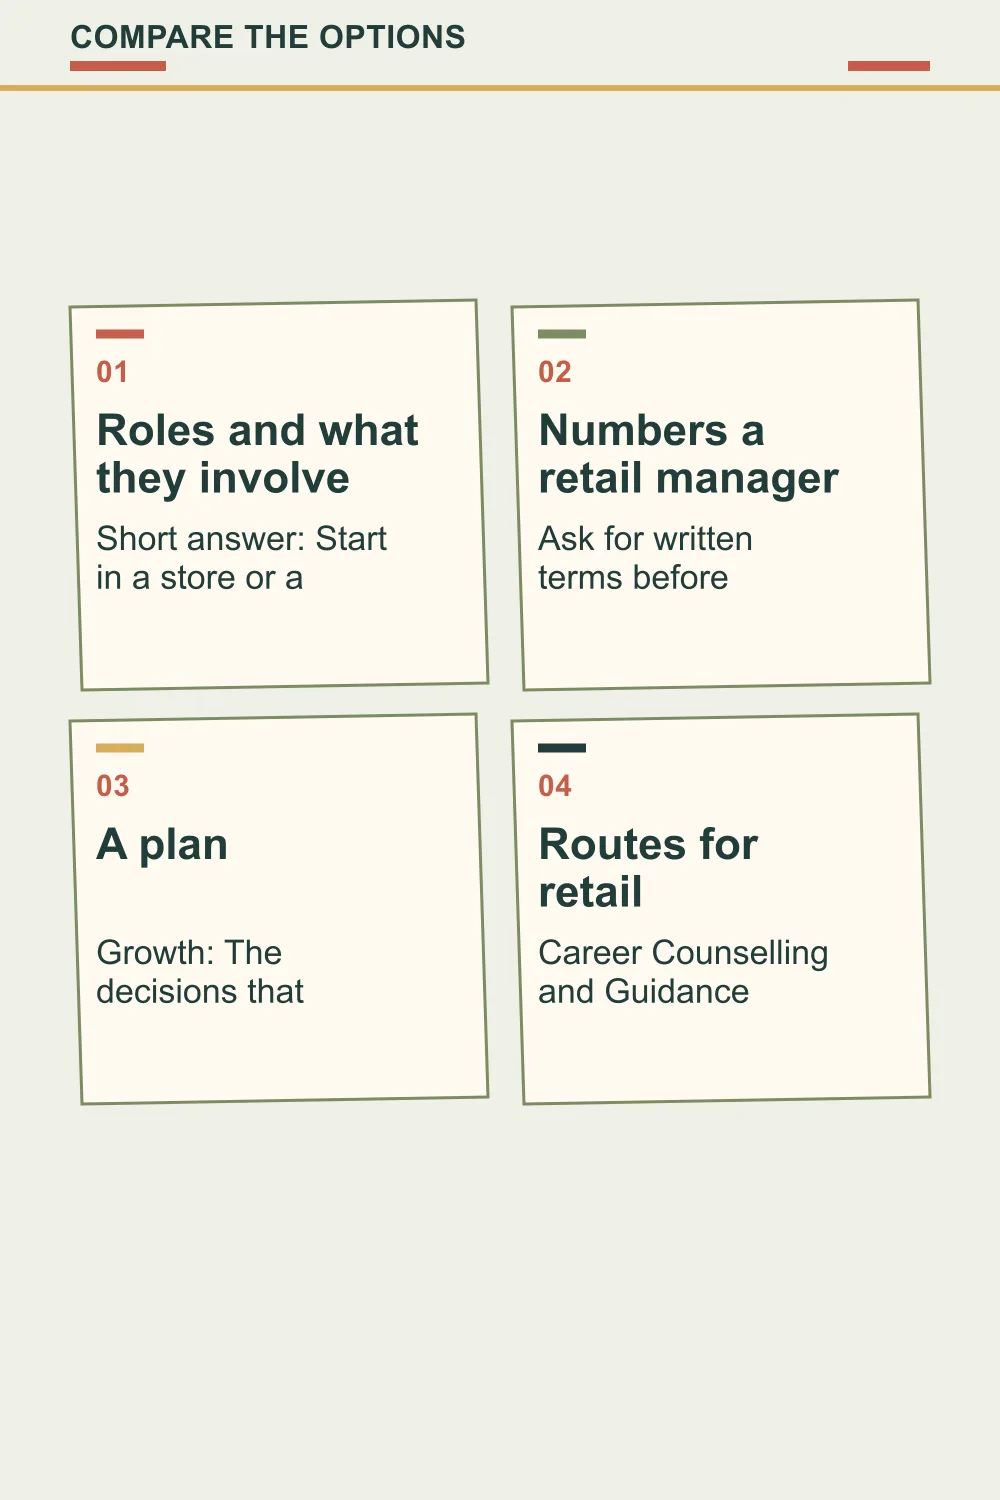 COMPARE THE OPTIONS
01
Roles and what
they involve
Short answer: Start
in a store or a
02
Numbers a
retail manager
Ask for written
terms before
03
A plan
Growth: The
decisions that
04
Routes for
retail
Career Counselling
and Guidance